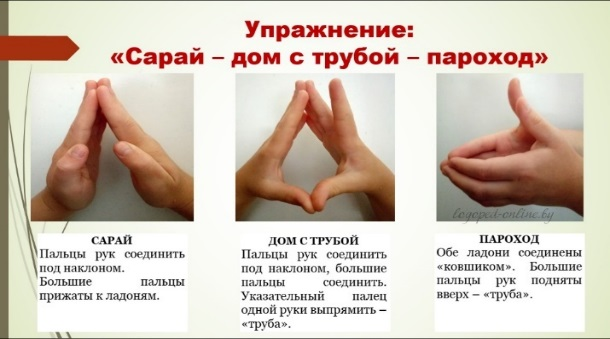 Упражнение:
«Сарай – дом с трубой – пароход»
logoped-online.by
САРАЙ
Пальцы рук соединить
под наклоном.
Большие пальцы
прижаты к ладоням.
ДОМ С ТРУБОЙ
Пальцы рук соединить
под наклоном, большие
пальцы соединить.
Указательный палец
одной руки выпрямить –
«труба».
ПАРОХОД
Обе ладони соединены
«ковшиком». Большие
пальцы рук подняты
вверх – «труба».